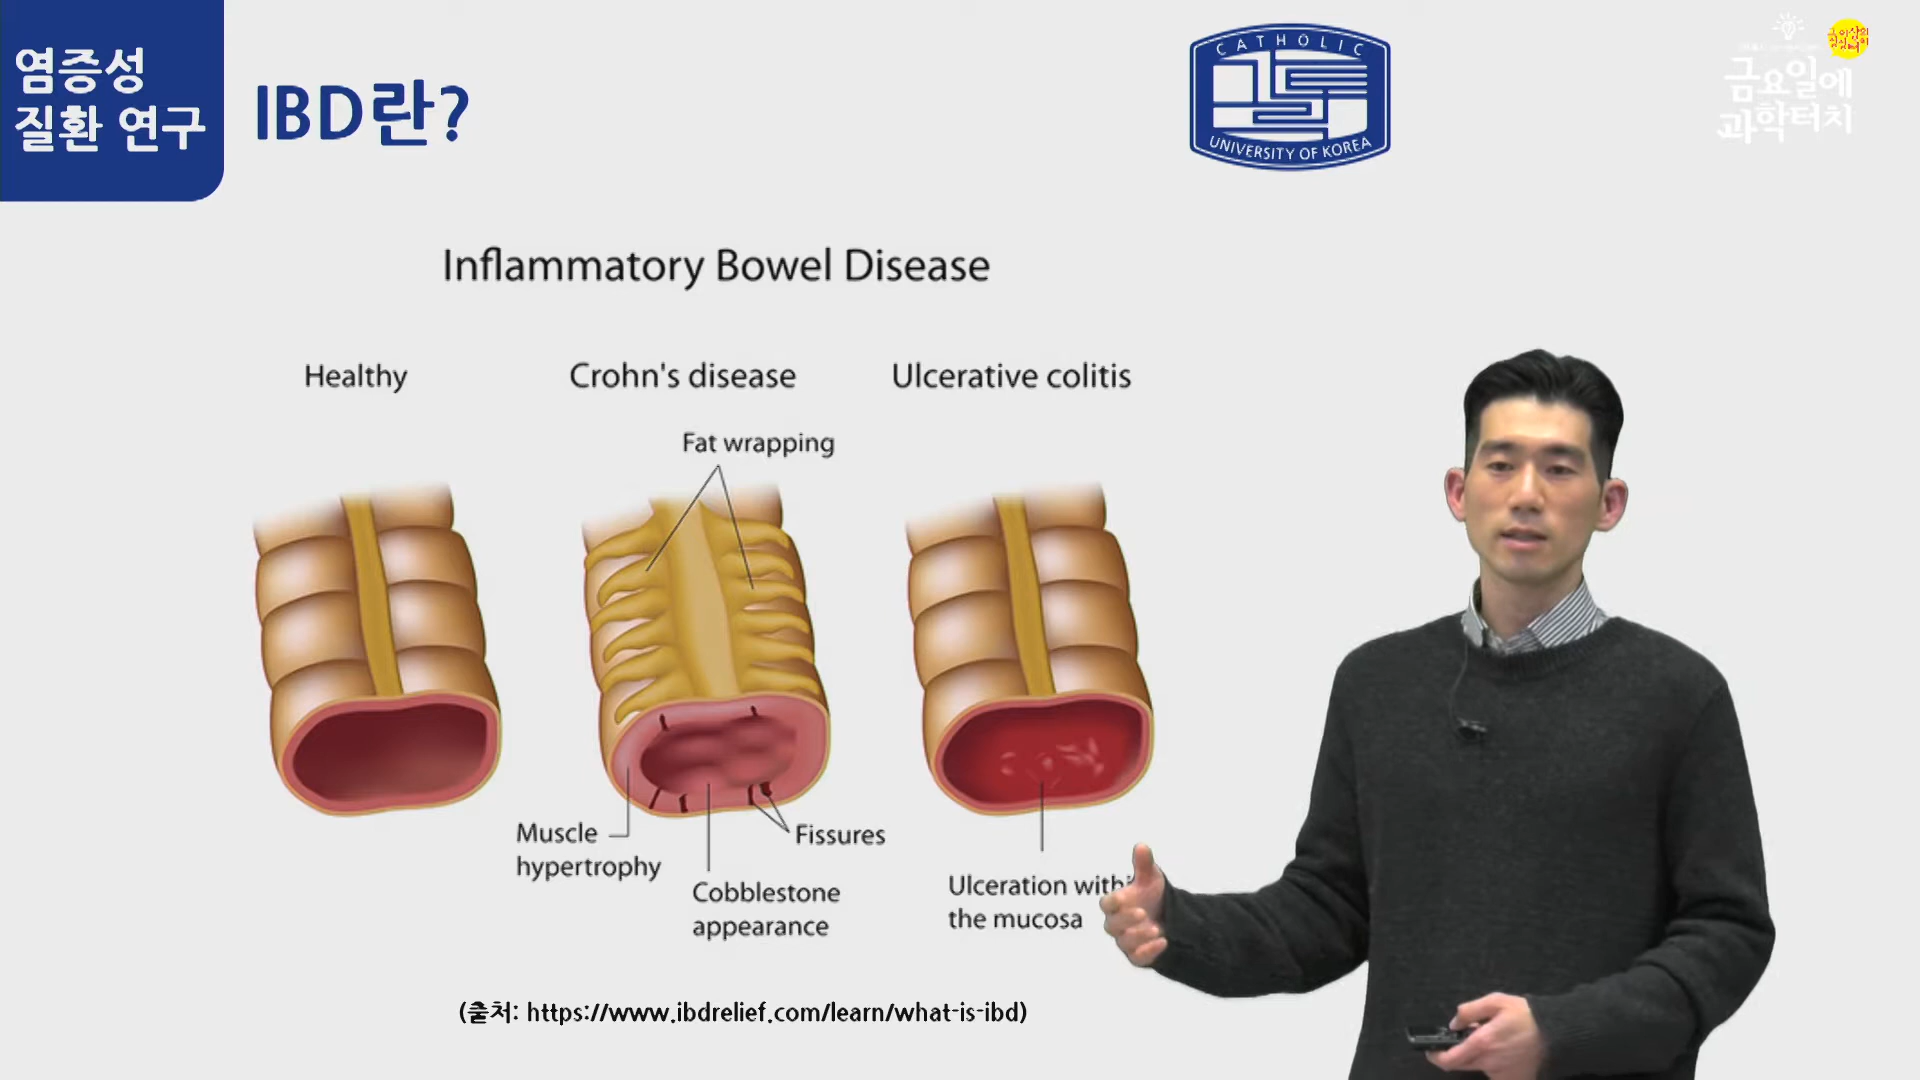 염증성
질환 연구
IBD란?
CATHOLIC
UNIVERSITY OF KOREA
금요일에
과학터치
Inflammatory Bowel Disease
Healthy
Crohn's disease
Ulcerative colitis
Fat wrapping
Muscle
hypertrophy
Fissures
Cobblestone
appearance
Ulceration with
the mucosa
(출처: https://www.ibdrelief.com/learn/what-is-ibd)